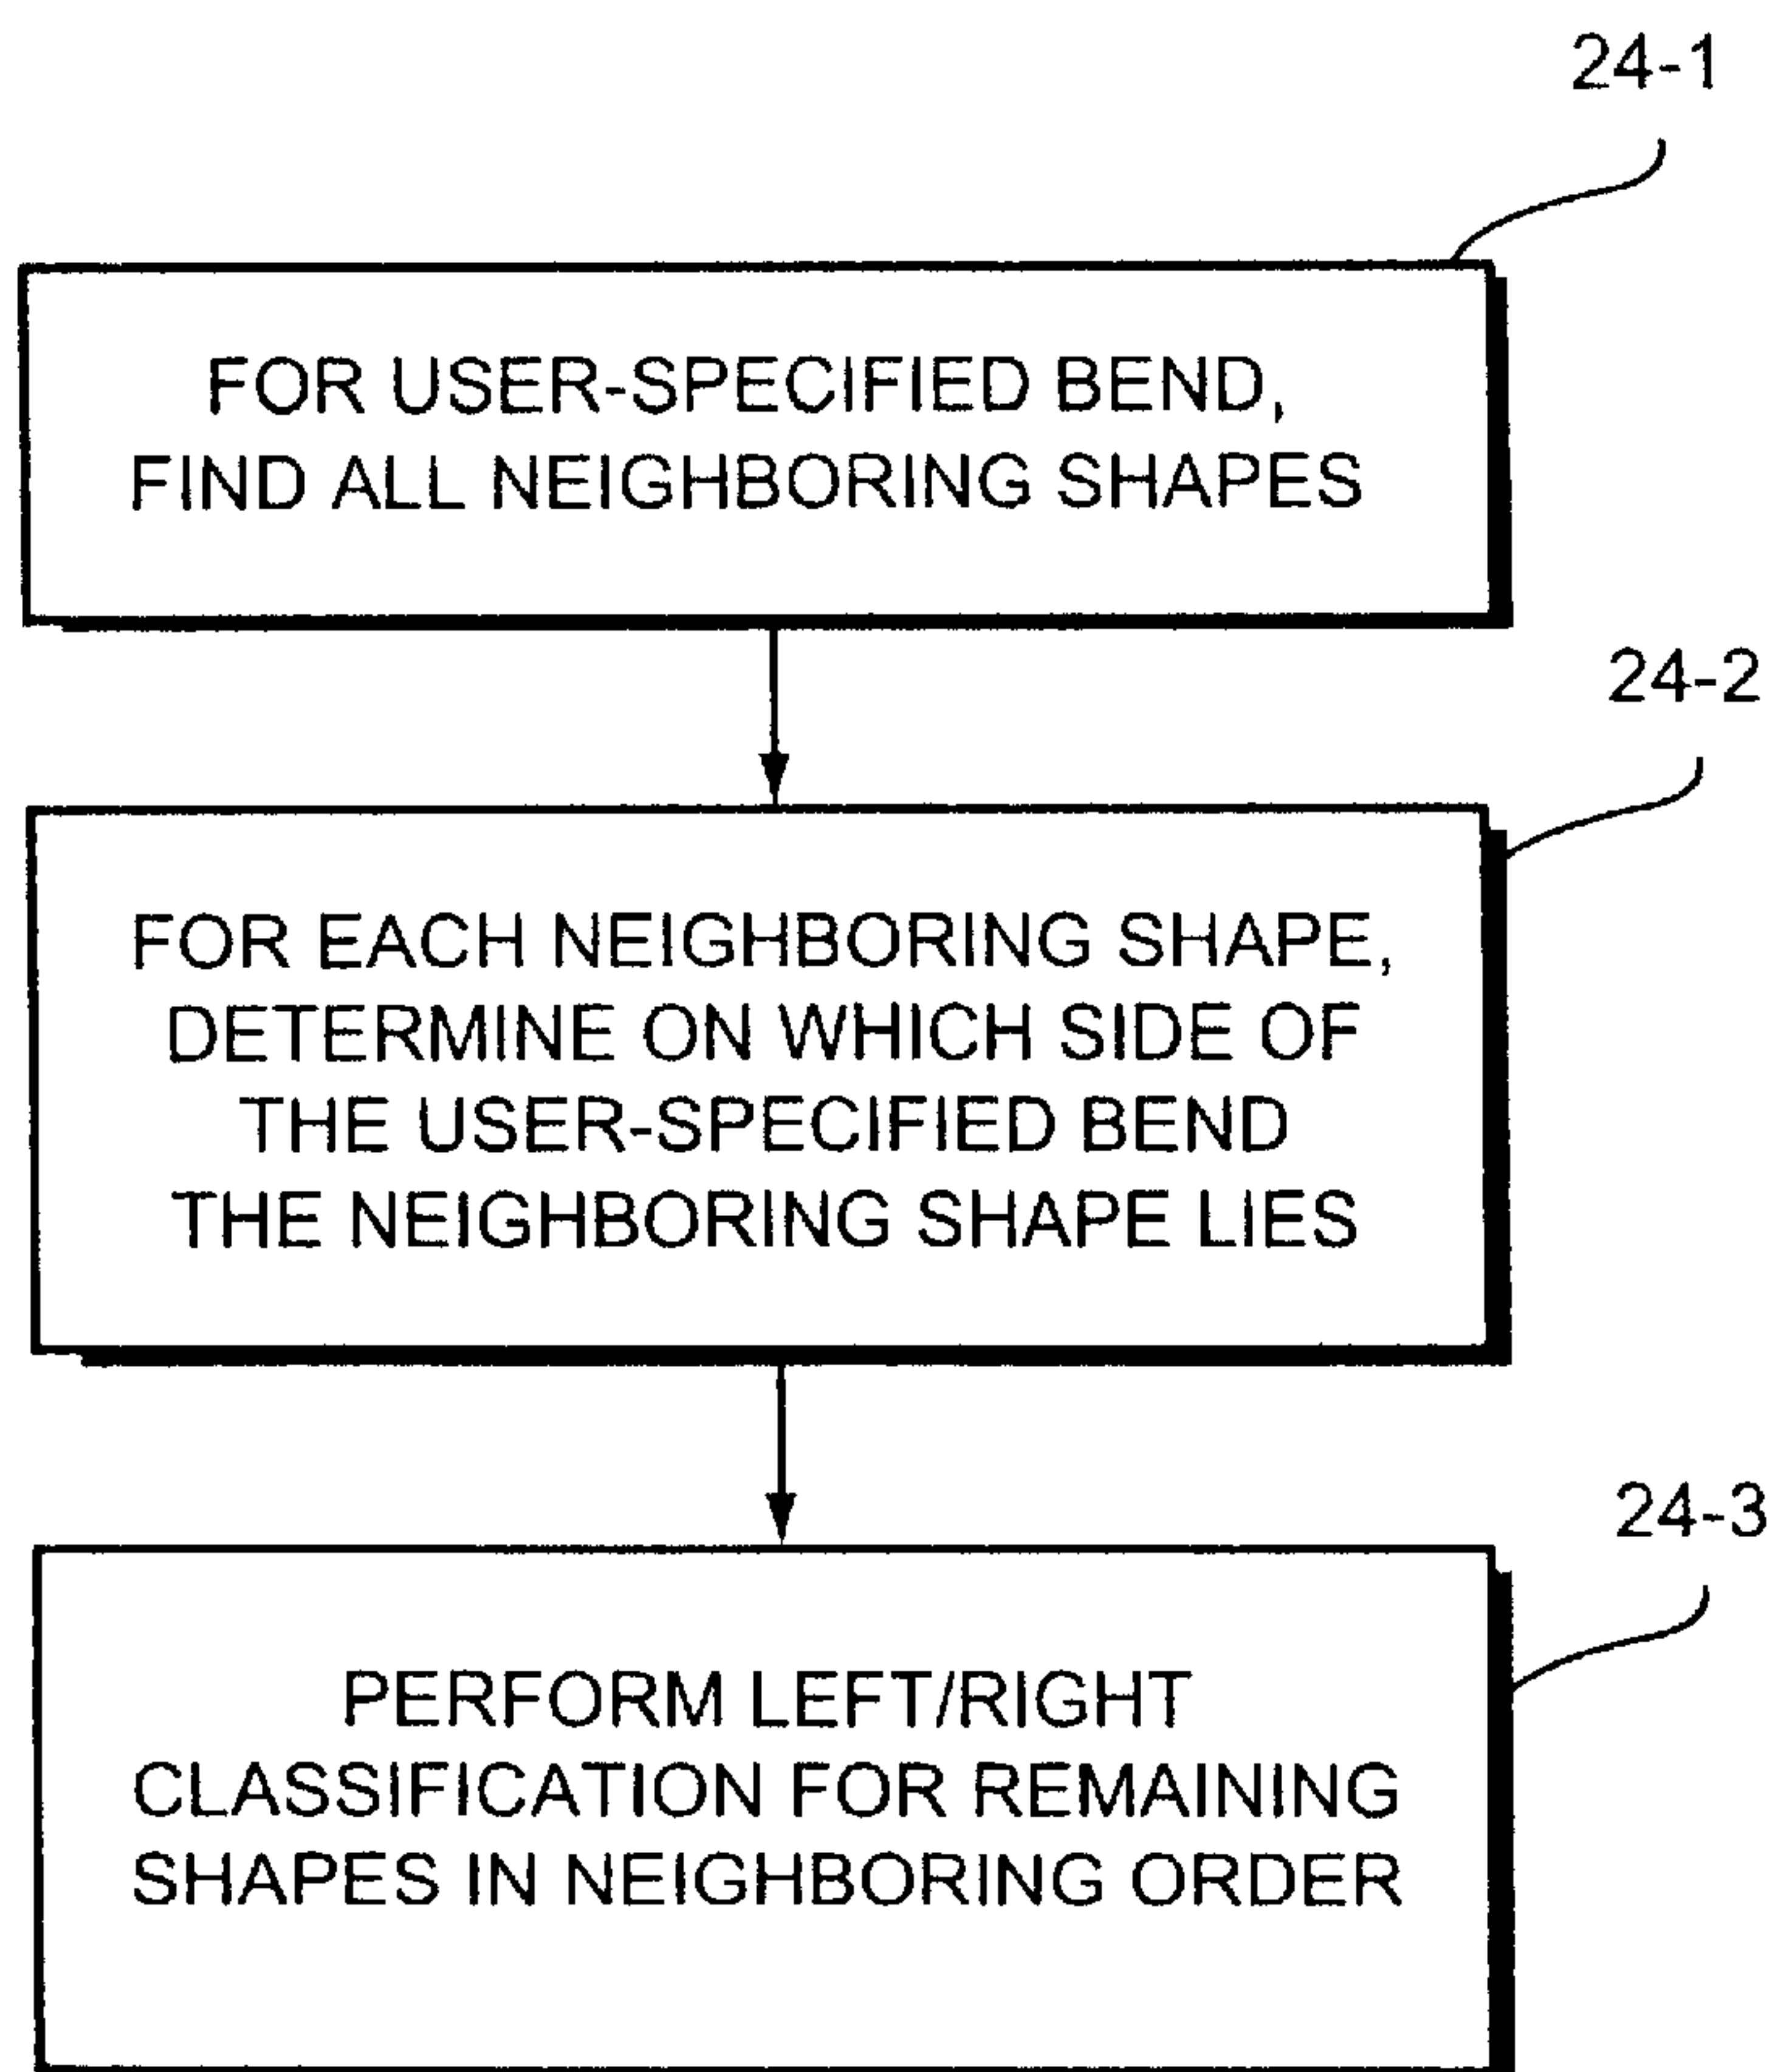 24-1
FOR USER-SPECIFIED BEND,
FIND ALL NEIGHBORING SHAPES
24-2
FOR EACH NEIGHBORING SHAPE,
DETERMINE ON WHICH SIDE OF
THE USER-SPECIFIED BEND
THE NEIGHBORING SHAPE LIES
24-3
PERFORM LEFT/RIGHT
CLASSIFICATION FOR REMAINING
SHAPES IN NEIGHBORING ORDER